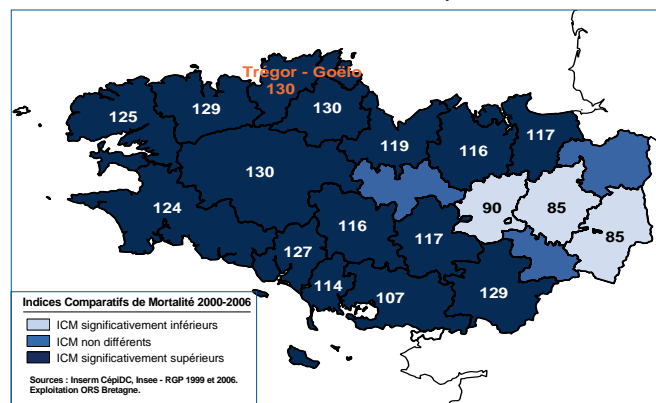 Trégor - Goëlo
130
125
129
130
119
116
117
130
90
85
124
116
117
85
127
114
107
129
Indices Comparatifs de Mortalité 2000-2006
ICM significativement inférieurs
ICM non différents
ICM significativement supérieurs
Sources : Inserm CépiDC, Insee - RGP 1999 et 2006.
Exploitation ORS Bretagne.